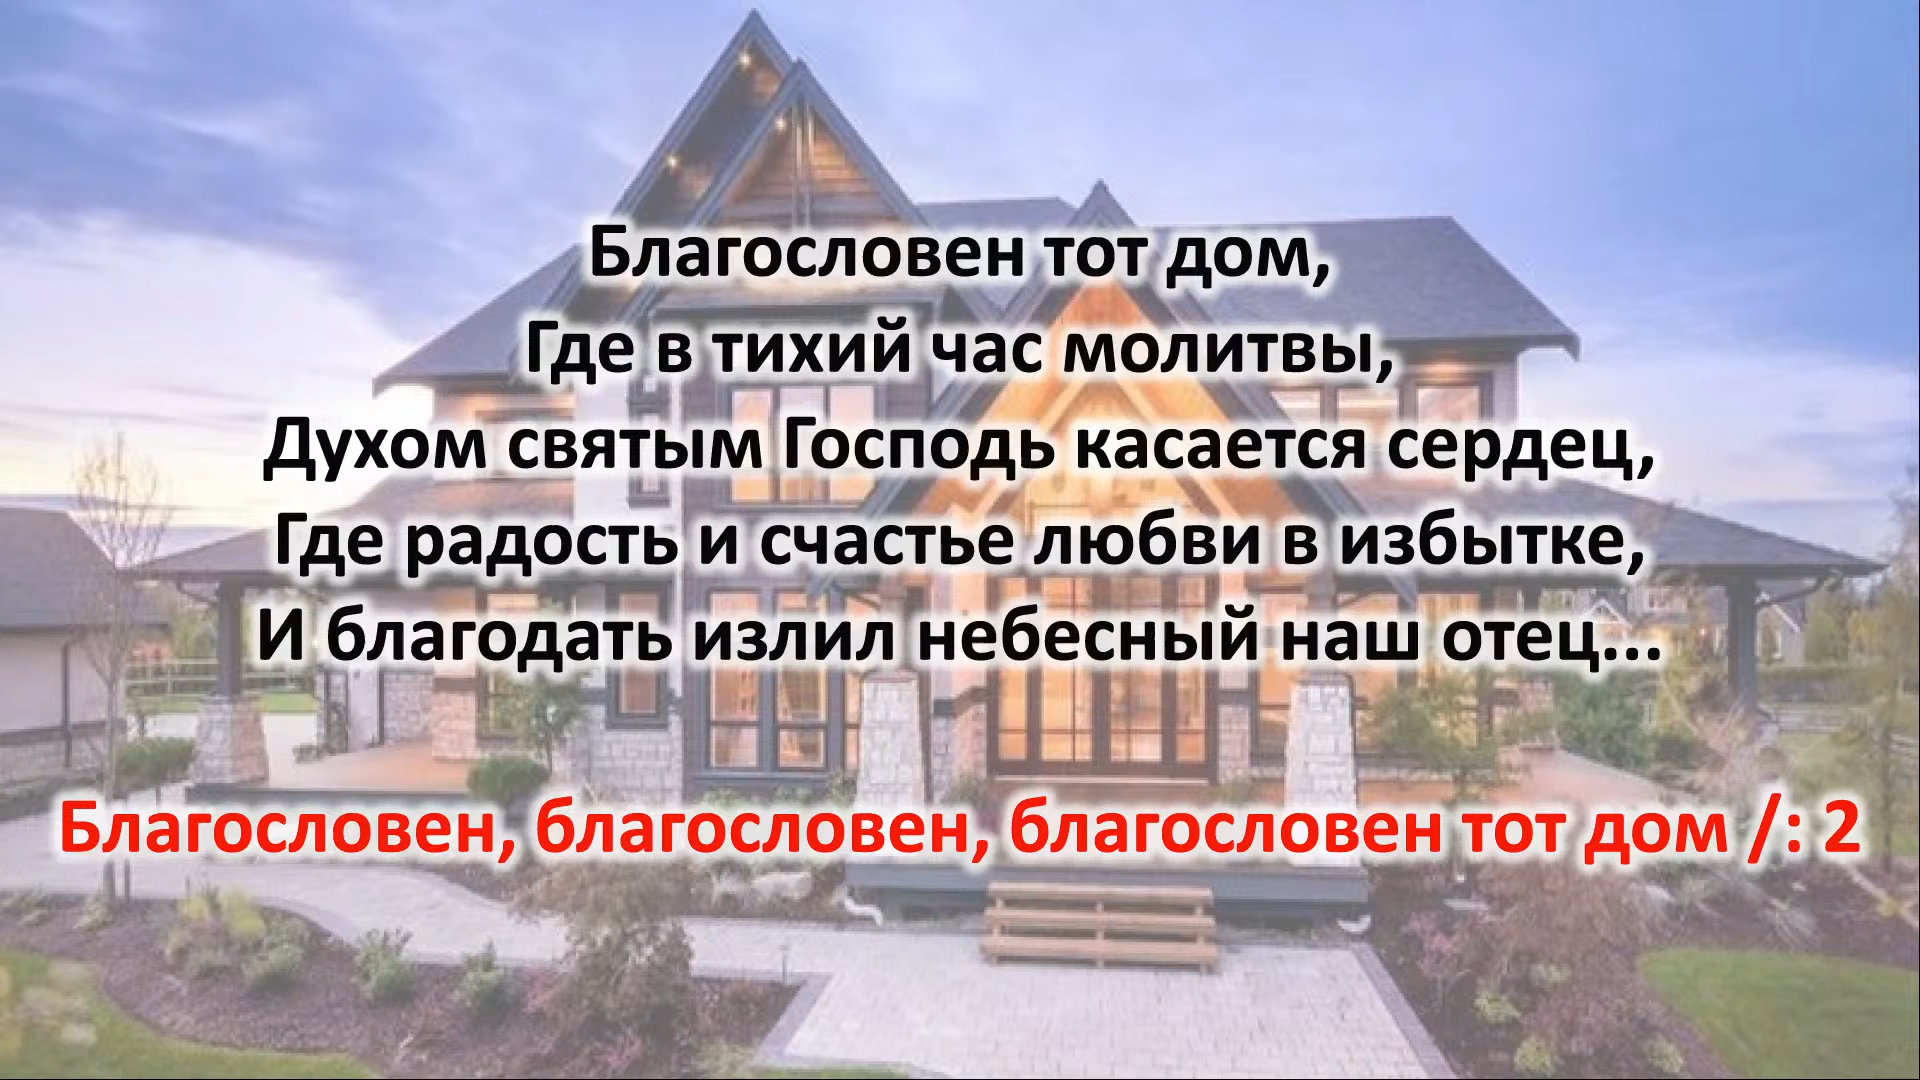 Благословен тот дом,
Где в тихий час молитвы,
Духом святым Господь касается сердец,
Где радость и счастье любви в избытке,
И благодать излил небесный наш отец...
Благословен, благословен, благословен тот дом /: 2